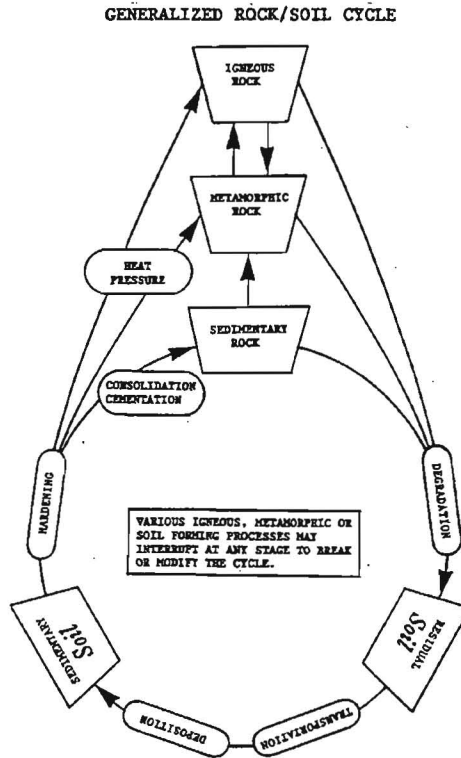 GENERALIZED ROCK/SOIL CYCLE
IGNEOUS
ROCK
METAMORPHIC
ROCK
HEAT
PRESSURE
SEDIMENTARY
ROCK
CONSOLIDATION
CEMENTATION
HARDENING
DEGRADATION
VARIOUS IGNEOUS, METAMORPHIC OR
SOIL FORMING PROCESSES MAY
INTERRUPT AT ANY STAGE TO BREAK
OR MODIFY THE CYCLE.
SEDIMENTARY
Soil
RESIDUAL
Soil
DEPOSITION
TRANSPORTATION